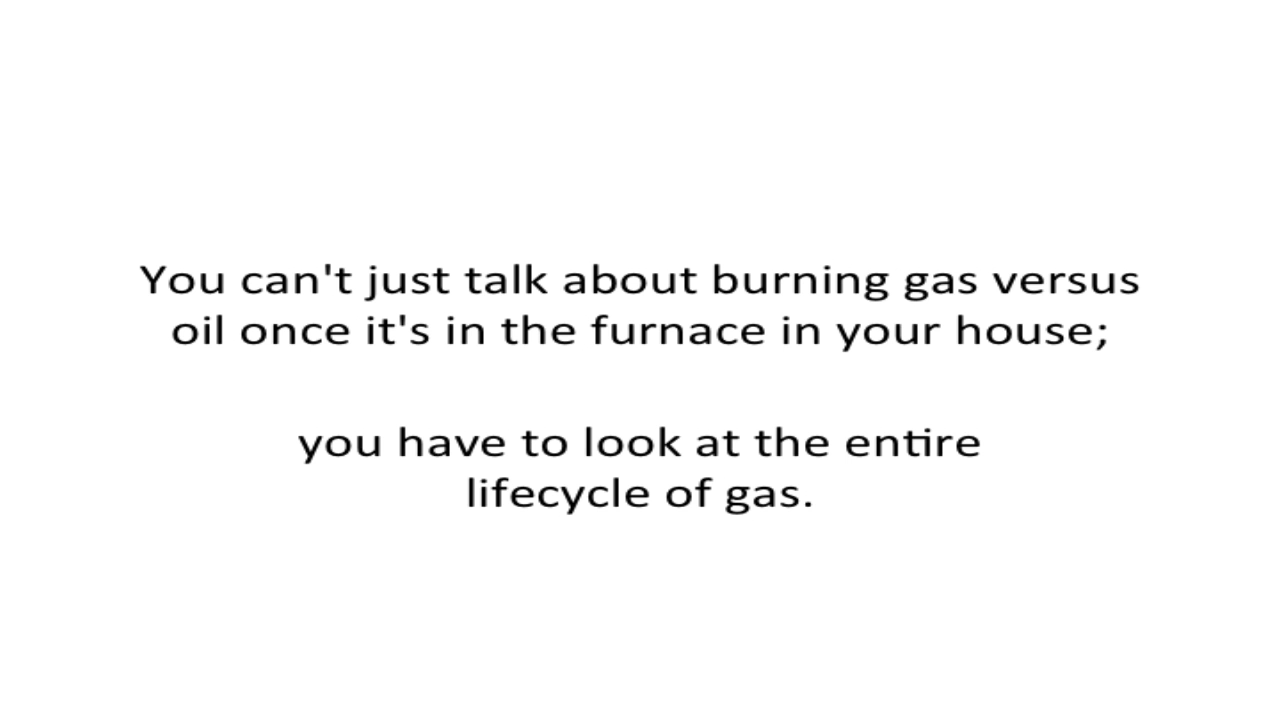 You can't just talk about burning gas versus
oil once it's in the furnace in your house;
you have to look at the entire
lifecycle of gas.